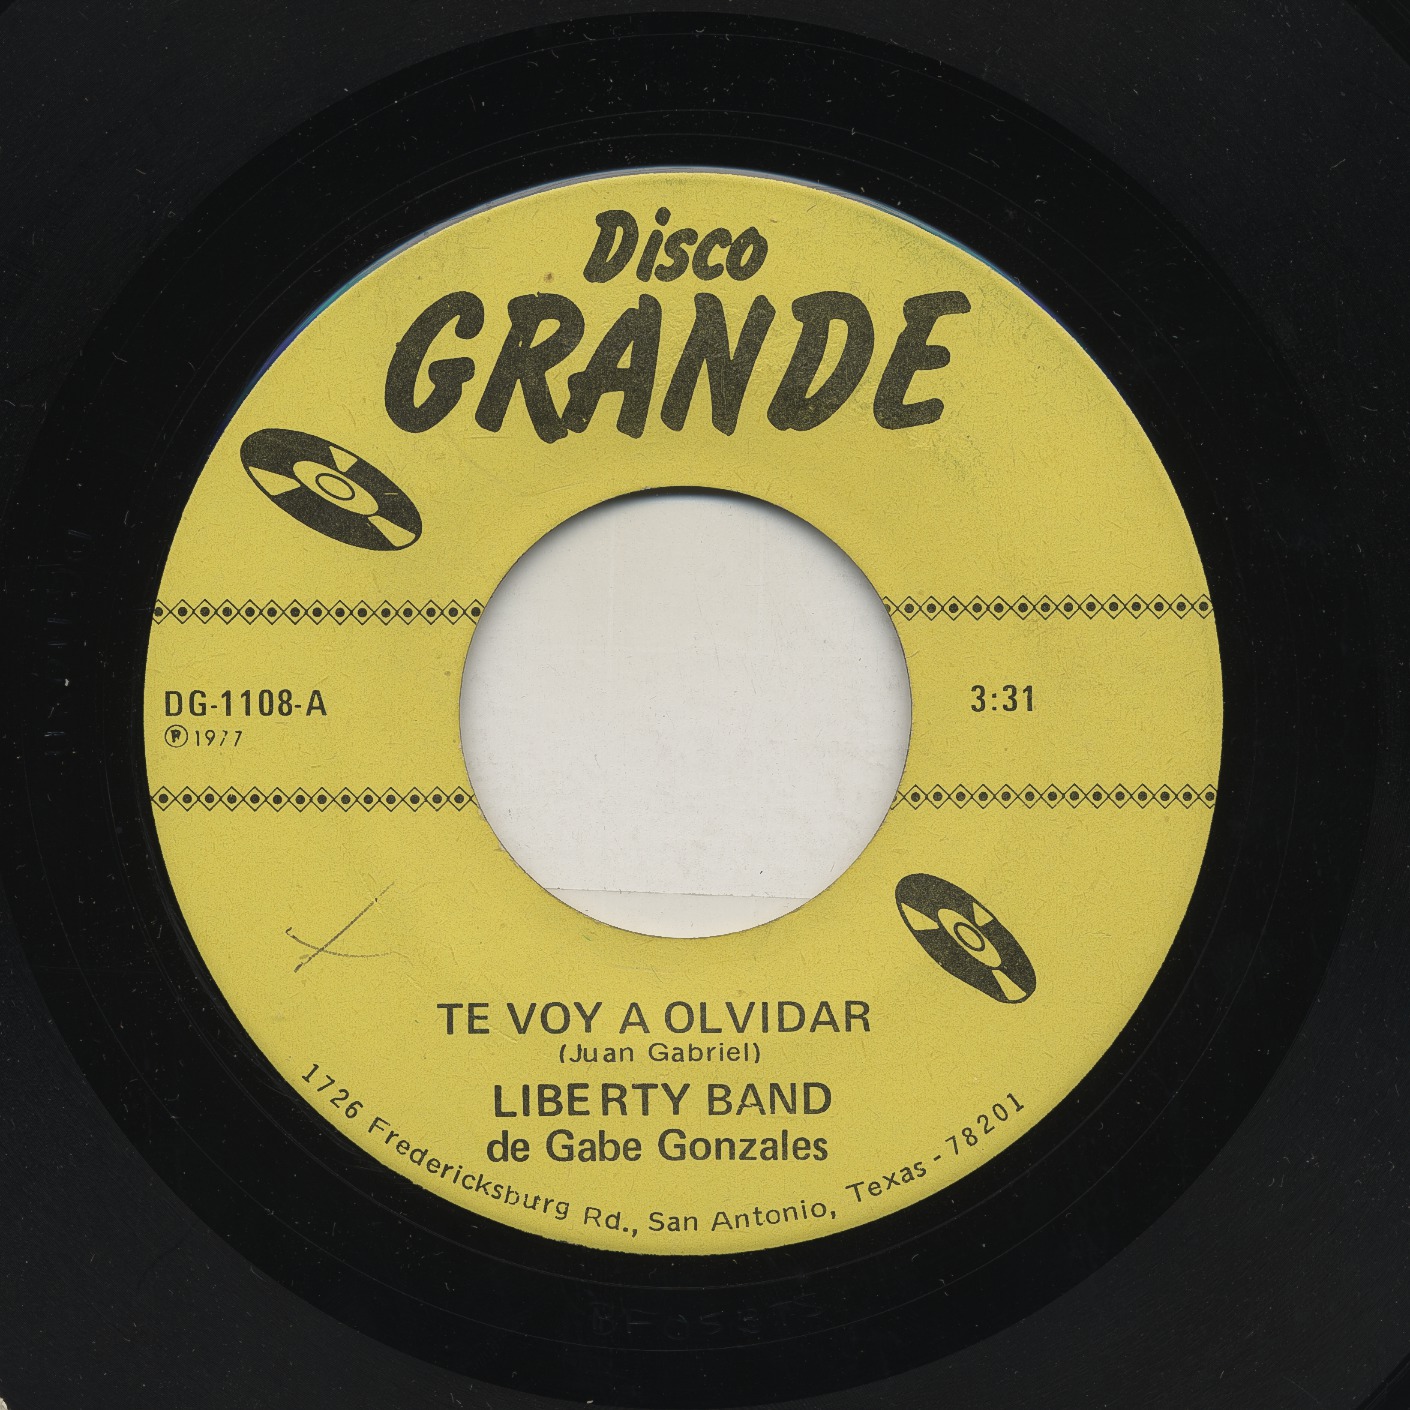 Disco
GRANDE
DG-1108-A
Ⓟ1977
3:31
TE VOY A OLVIDAR
(Juan Gabriel)
LIBERTY BAND
de Gabe Gonzales
1726 Fredericksburg Rd., San Antonio, Texas - 78201